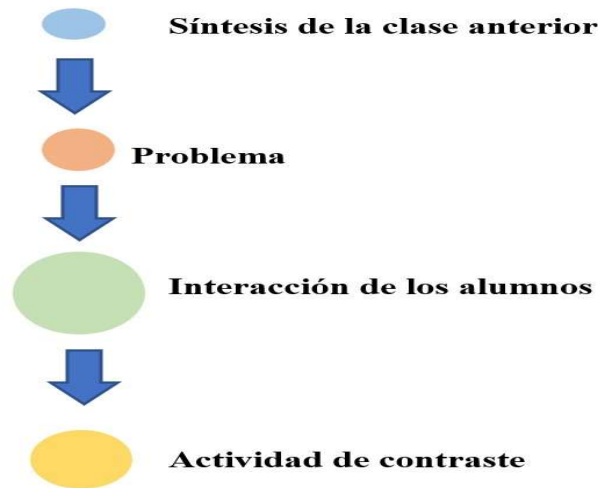 Síntesis de la clase anterior
Problema
Interacción de los alumnos
Actividad de contraste